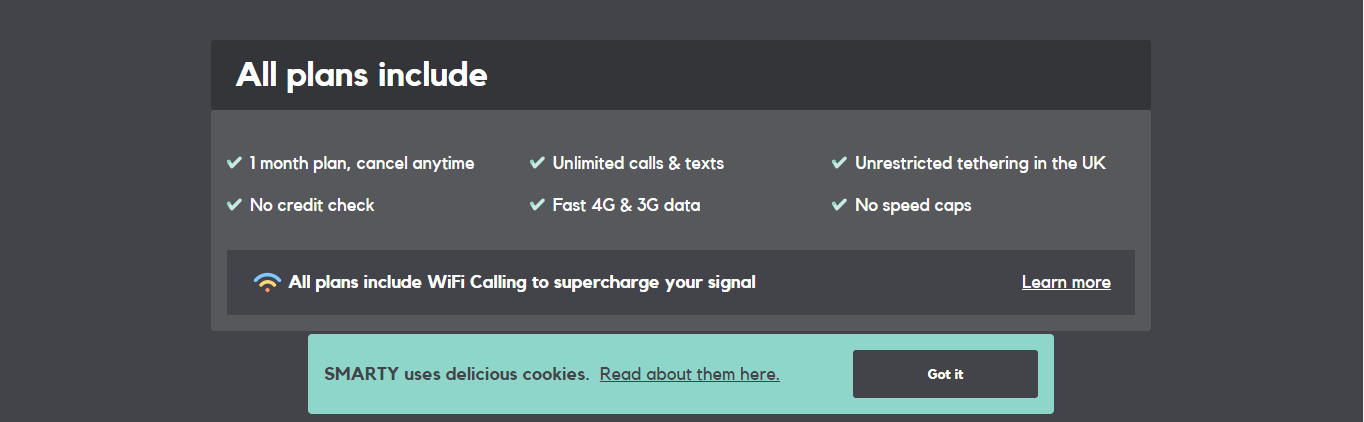 All plans include
1 month plan, cancel anytime
Unlimited calls & texts
Unrestricted tethering in the UK
No credit check
Fast 4G & 3G data
No speed caps
All plans include WiFi Calling to supercharge your signal
Learn more
SMARTY uses delicious cookies. Read about them here.
Got it